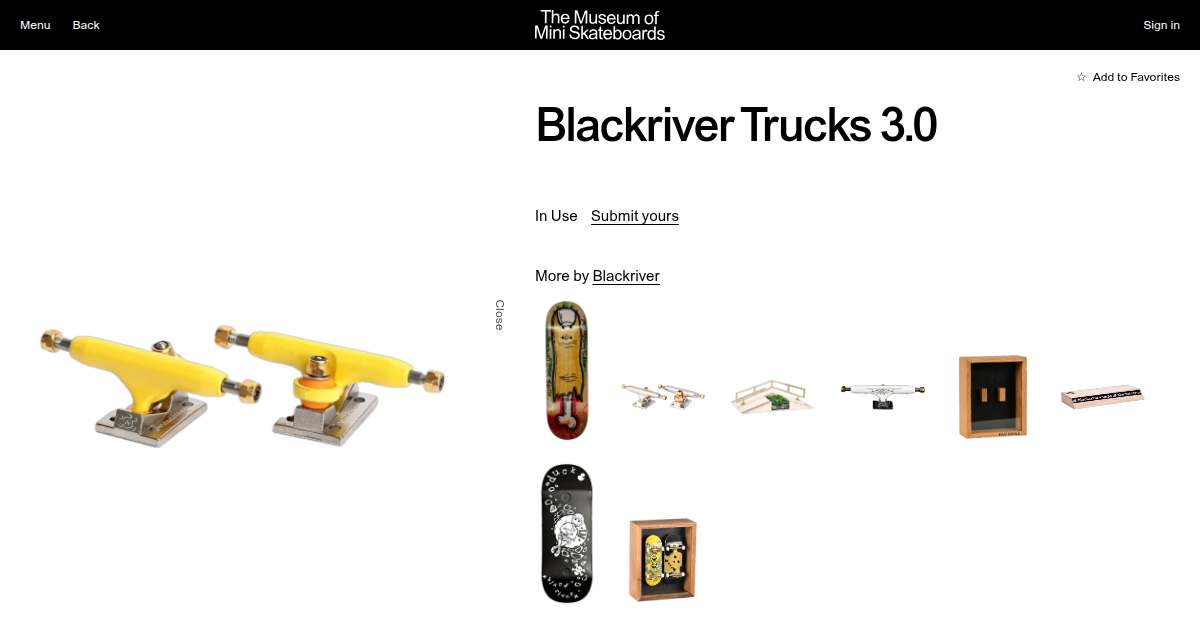 Menu
Back
The Museum of
Mini Skateboards
Sign in
☆ Add to Favorites
Blackriver Trucks 3.0
In Use Submit yours
More by Blackriver
Close